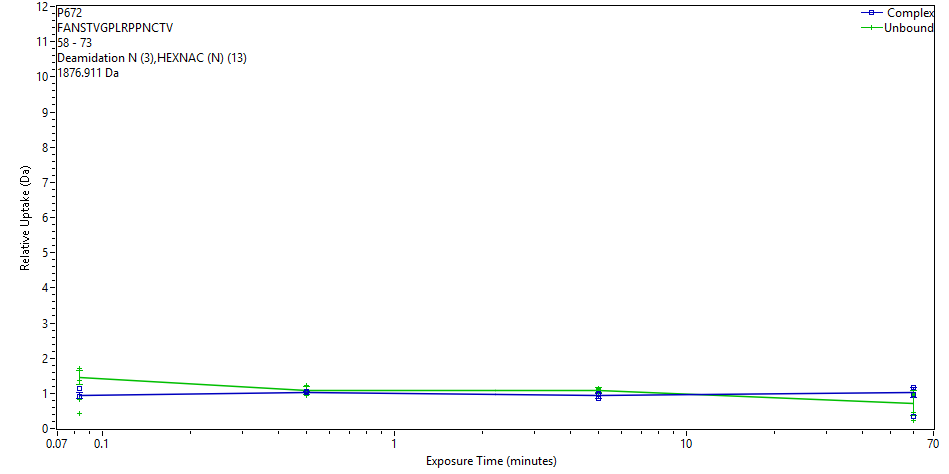 P672
FANSTVGPLRPPNCTV
58 - 73
Deamidation N (3),HEXNAC (N) (13)
1876.911 Da
Complex
Unbound
12
11
10
9
8
7
6
5
4
3
2
1
0
Relative Uptake (Da)
0.07
0.1
1
10
70
Exposure Time (minutes)